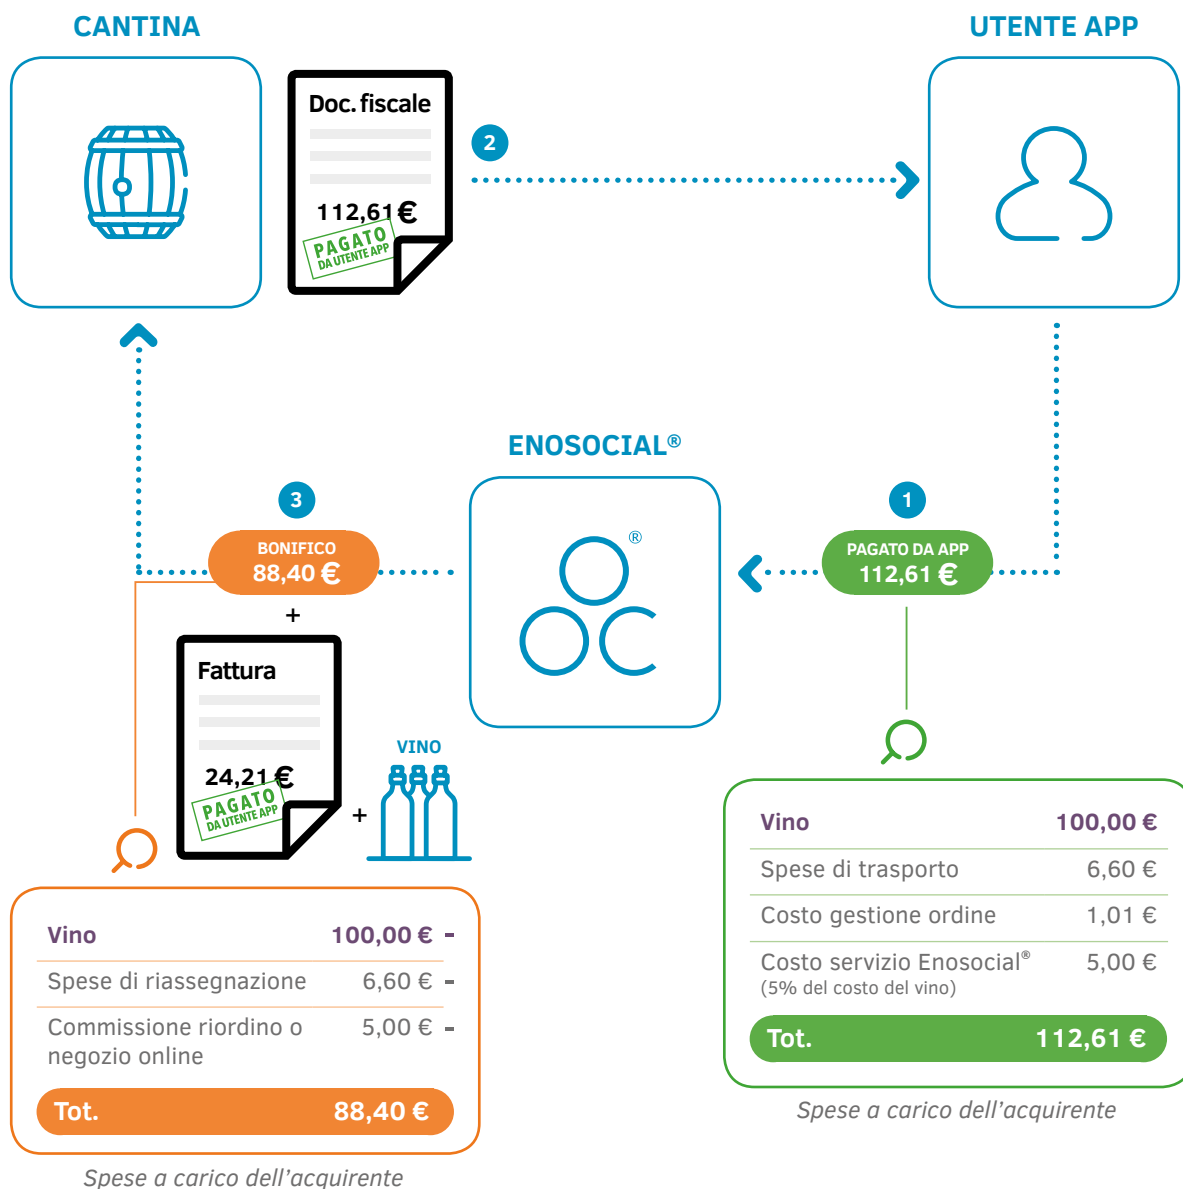 CANTINA
UTENTE APP
Doc. fiscale
112,61 €
PAGATO
DA UTENTE APP
2
ENOSOCIAL®
3
BONIFICO
88,40 €
1
PAGATO DA APP
112,61 €
®
+
Fattura
24,21 €
PAGATO
DA UTENTE APP
+
VINO
Vino 100,00 €
Spese di trasporto 6,60 €
Costo gestione ordine 1,01 €
Costo servizio Enosocial® 5,00 €
(5% del costo del vino)
Tot. 112,61 €
Spese a carico dell'acquirente
Vino 100,00 € -
Spese di riassegnazione 6,60 € -
Commissione riordino o 5,00 € -
negozio online
Tot. 88,40 €
Spese a carico dell'acquirente